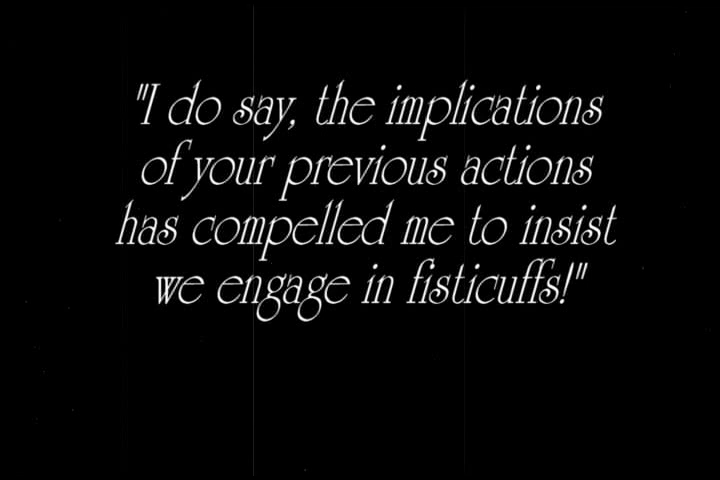 "I do say, the implications
of your previous actions
has compelled me to insist
we engage in fisticuffs!"